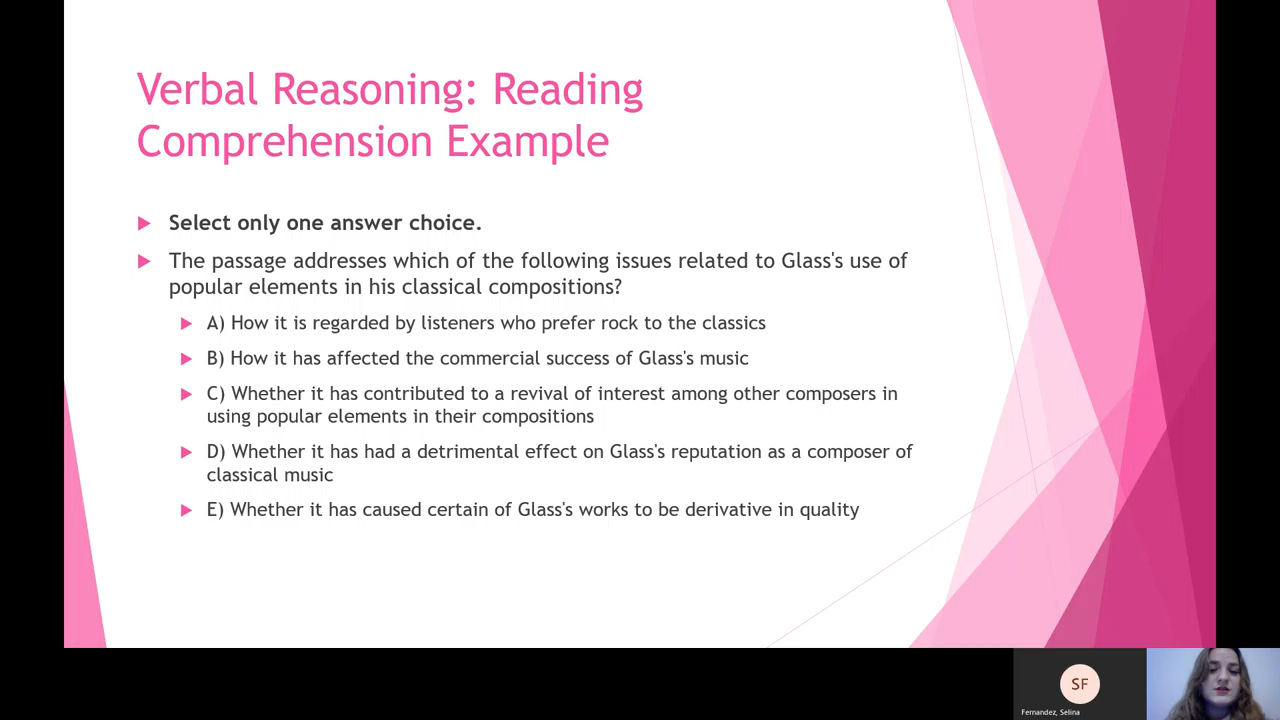 Verbal Reasoning: Reading
Comprehension Example
Select only one answer choice.
The passage addresses which of the following issues related to Glass's use of
popular elements in his classical compositions?
A) How it is regarded by listeners who prefer rock to the classics
B) How it has affected the commercial success of Glass's music
C) Whether it has contributed to a revival of interest among other composers in
using popular elements in their compositions
D) Whether it has had a detrimental effect on Glass's reputation as a composer of
classical music
E) Whether it has caused certain of Glass's works to be derivative in quality
SF
Fernandez, Selina